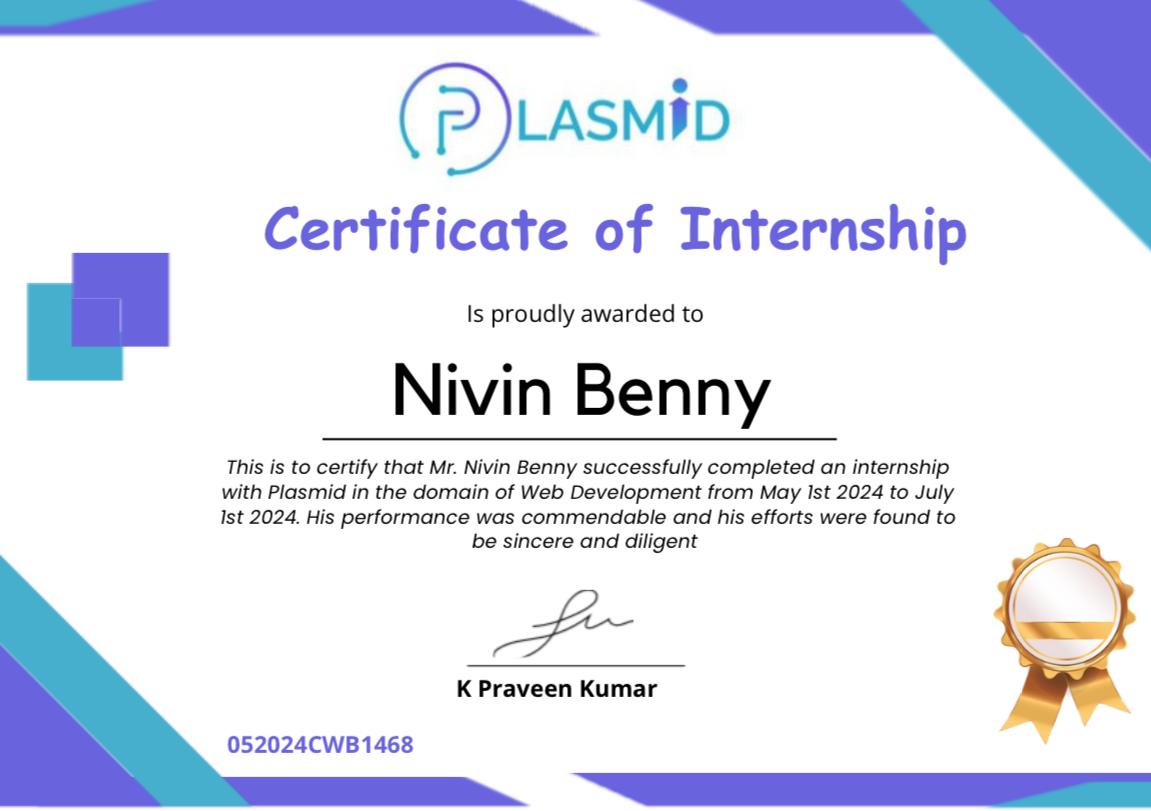 PLASMiD
Certificate of Internship
Is proudly awarded to
Nivin Benny
This is to certify that Mr. Nivin Benny successfully completed an internship
with Plasmid in the domain of Web Development from May 1st 2024 to July
1st 2024. His performance was commendable and his efforts were found to
be sincere and diligent
K Praveen Kumar
052024CWB1468